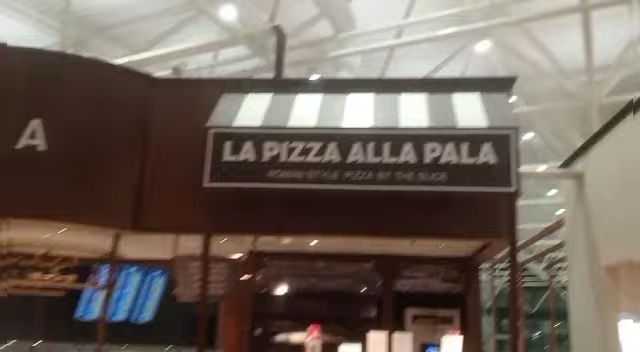 A
LA PIZZA ALLA PALA
ROMAN STYLE PIZZA BY THE SLICE